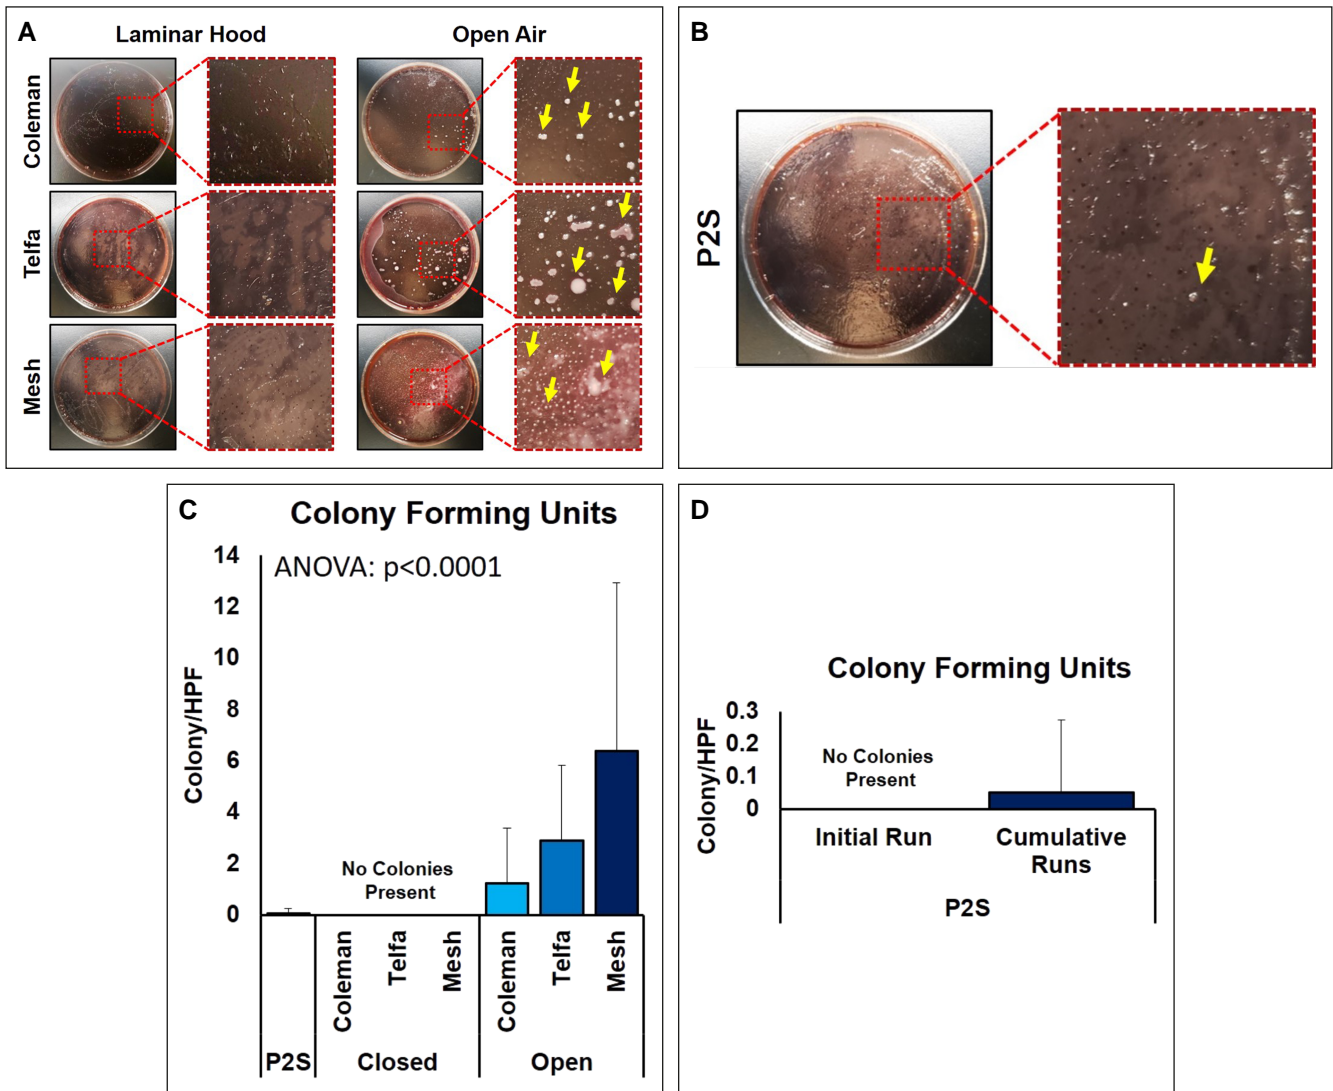 A
Laminar Hood
Open Air
Coleman
Telfa
Mesh
B
P2S
C
Colony Forming Units
ANOVA: p<0.0001
Colony/HPF
14
12
10
8
6
4
2
0
No Colonies
Present
Coleman
Telfa
Mesh
Coleman
Telfa
Mesh
P2S
Closed
Open
D
Colony Forming Units
Colony/HPF
0.3
0.2
0.1
0
No Colonies
Present
Initial Run
Cumulative
Runs
P2S